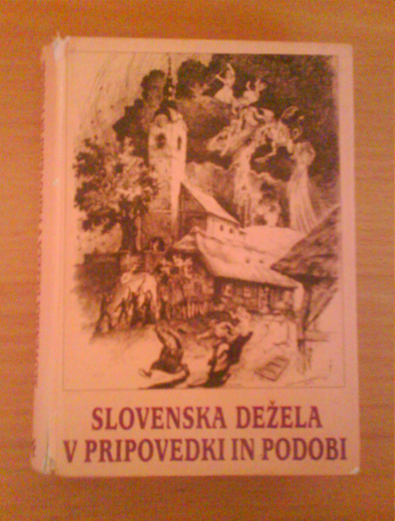 SLOVENSKA DEŽELA
V PRIPOVEDKI IN PODOBI